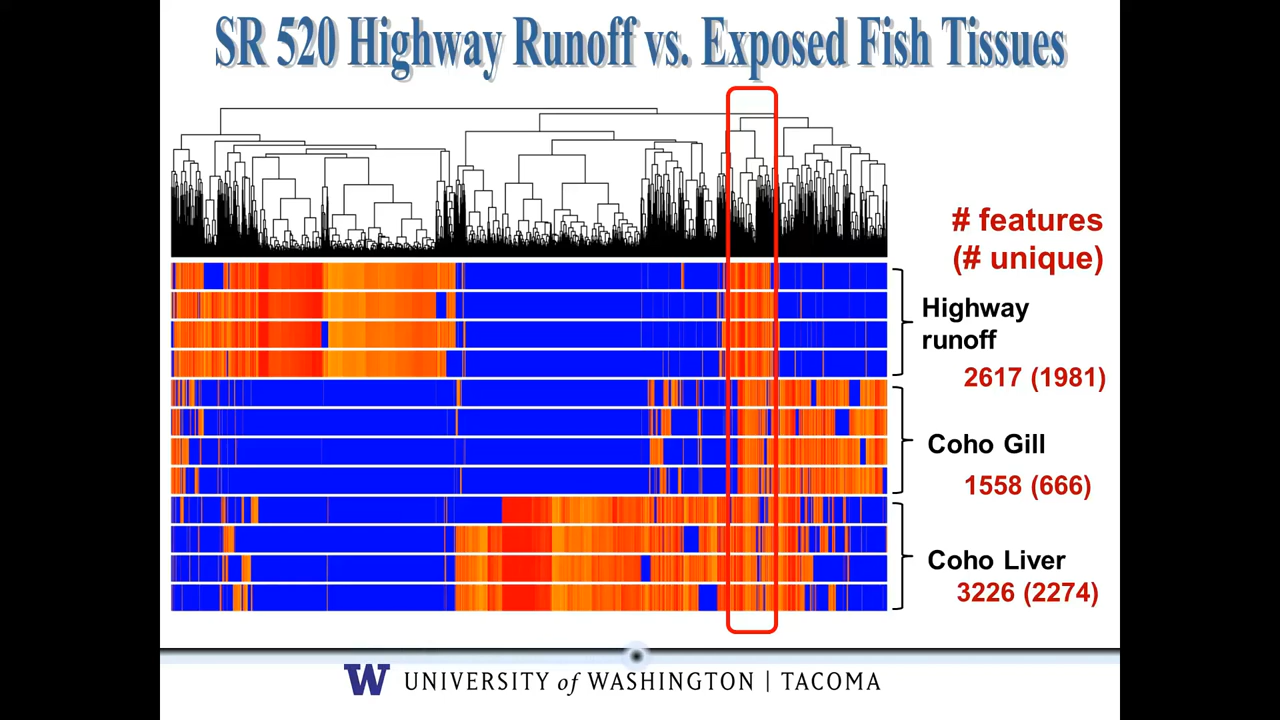 SR 520 Highway Runoff vs. Exposed Fish Tissues
# features
(# unique)
Highway
runoff
2617 (1981)
Coho Gill
1558 (666)
Coho Liver
3226 (2274)
W UNIVERSITY of WASHINGTON | TACOMA